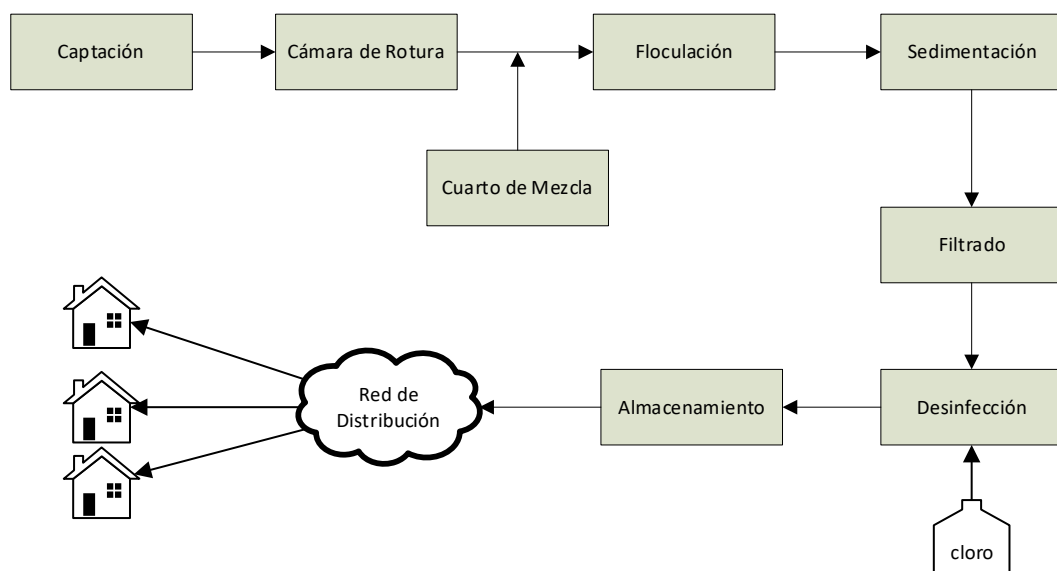 Captación
Cámara de Rotura
Floculación
Sedimentación
Cuarto de Mezcla
Filtrado
Desinfección
Almacenamiento
Red de
Distribución
cloro